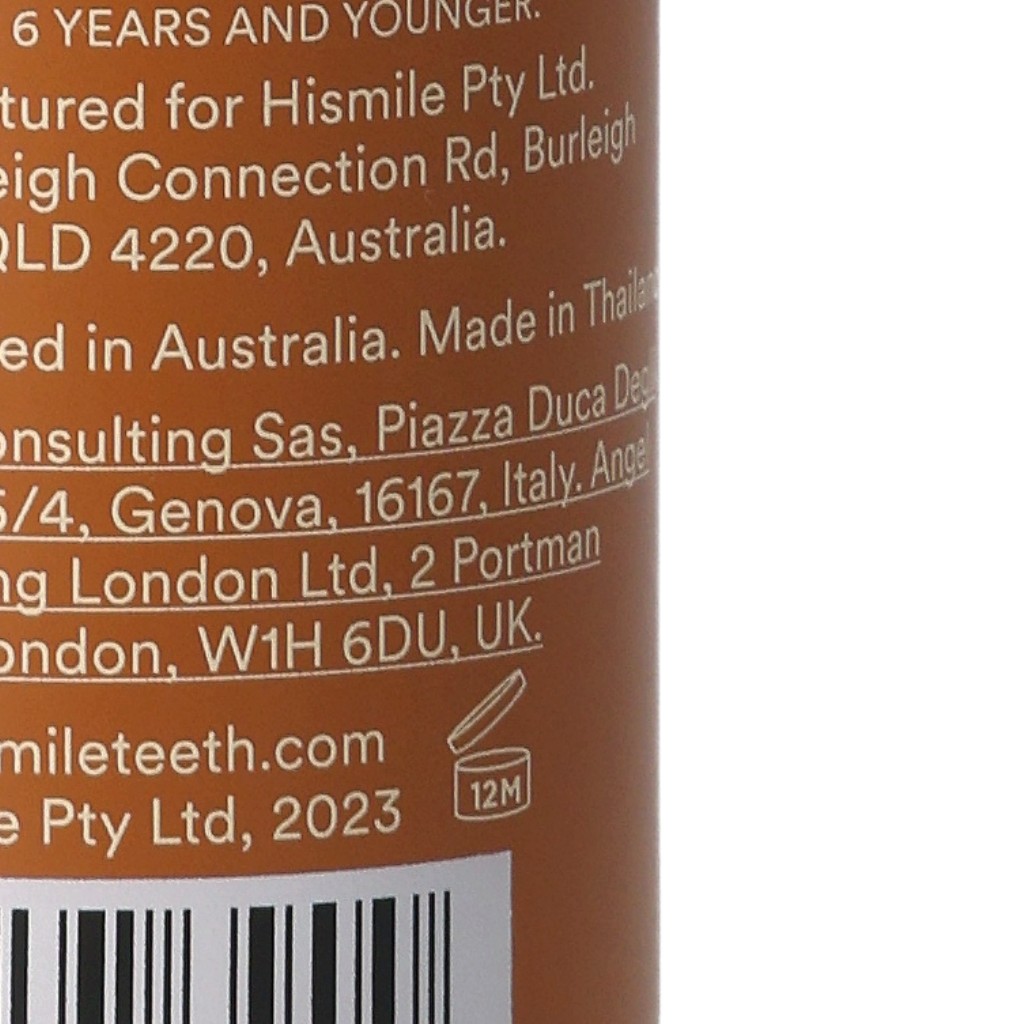 6 YEARS AND YOUNGER.
tured for Hismile Pty Ltd.
eigh Connection Rd, Burleigh
QLD 4220, Australia.
ed in Australia. Made in Thailand
onsulting Sas, Piazza Duca Degli
5/4, Genova, 16167, Italy. Angel
ng London Ltd, 2 Portman
ondon, W1H 6DU, UK.
mileteeth.com
e Pty Ltd, 2023
12M